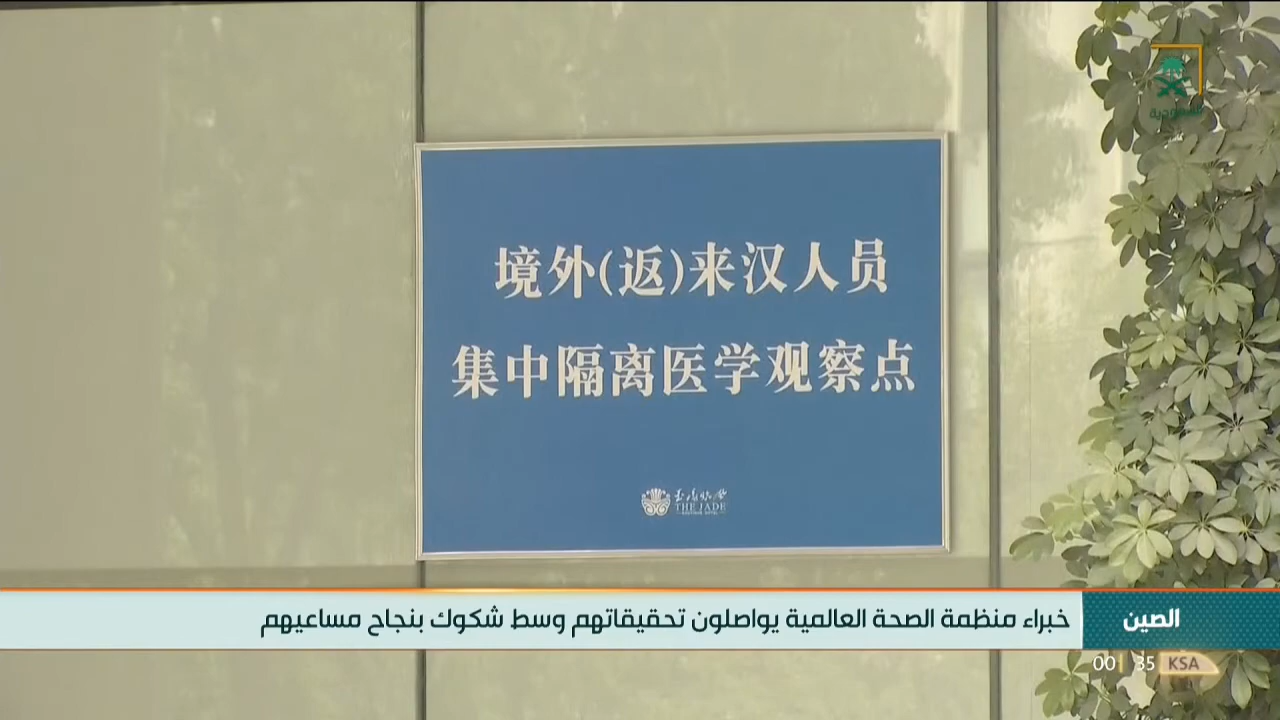 السعودية
境外(返)来汉人员
集中隔离医学观察点
THE JADE
الصين
خبراء منظمة الصحة العالمية يواصلون تحقيقاتهم وسط شكوك بنجاح مساعيهم
00 35 KSA